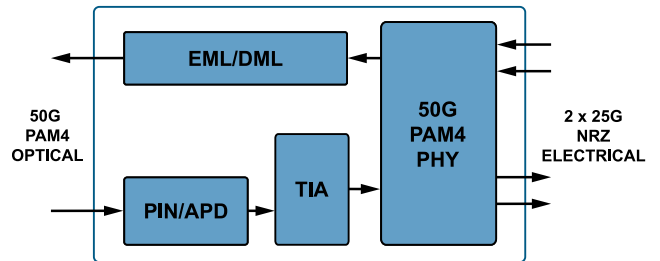 EML/DML
50G
PAM4
OPTICAL
50G
PAM4
PHY
2 x 25G
NRZ
ELECTRICAL
TIA
PIN/APD